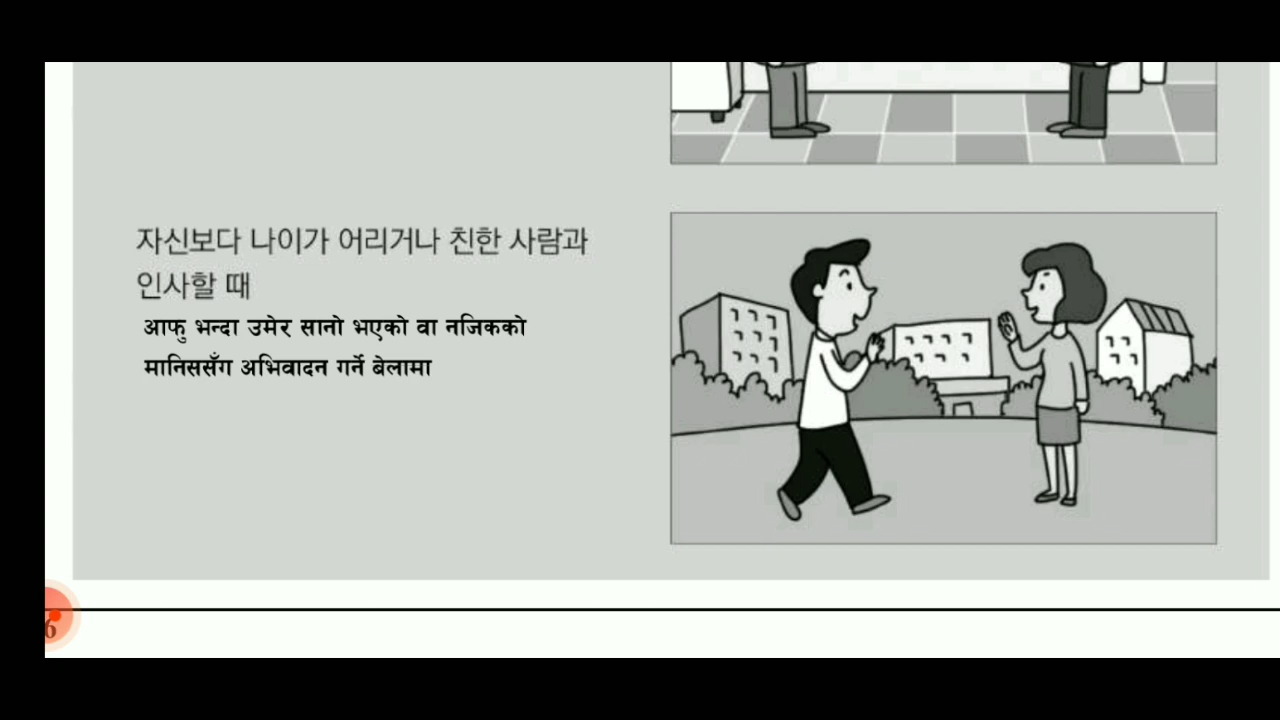 자신보다 나이가 어리거나 친한 사람과
인사할 때
आफु भन्दा उमेर सानो भएको वा नजिकको
मानिससँग अभिवादन गर्ने बेलामा
6